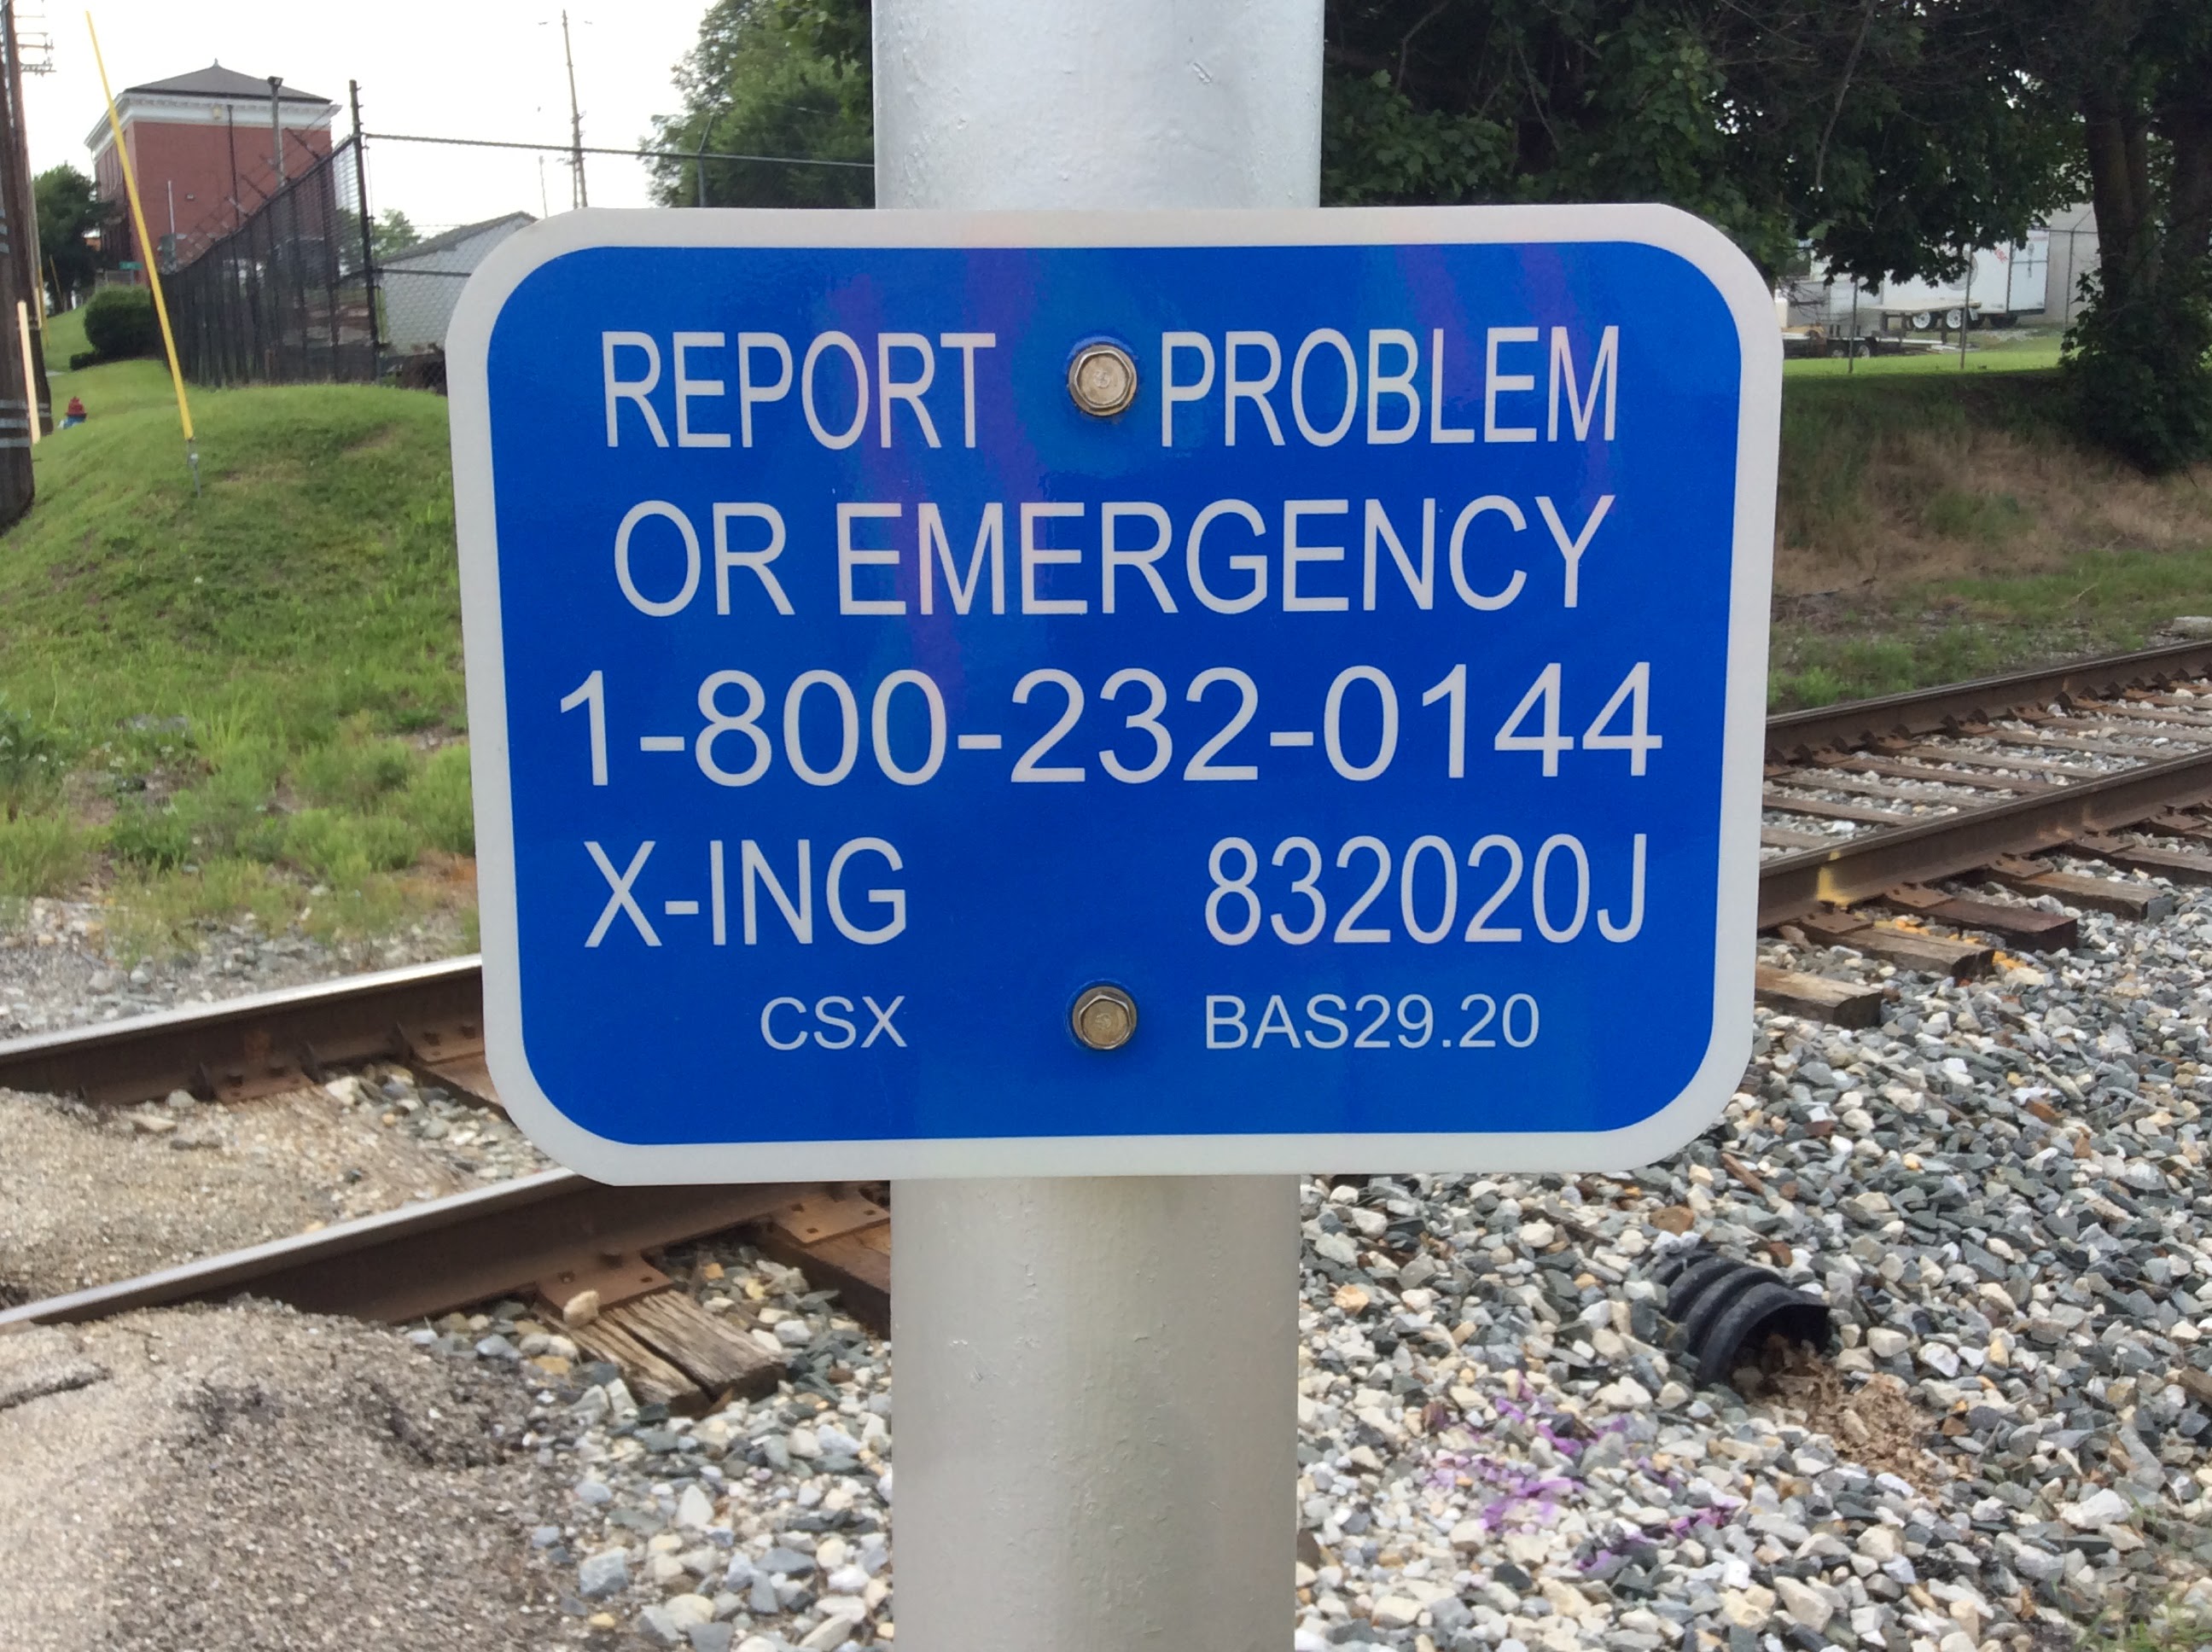 REPORT PROBLEM
OR EMERGENCY
1-800-232-0144
X-ING 832020J
CSX BAS29.20